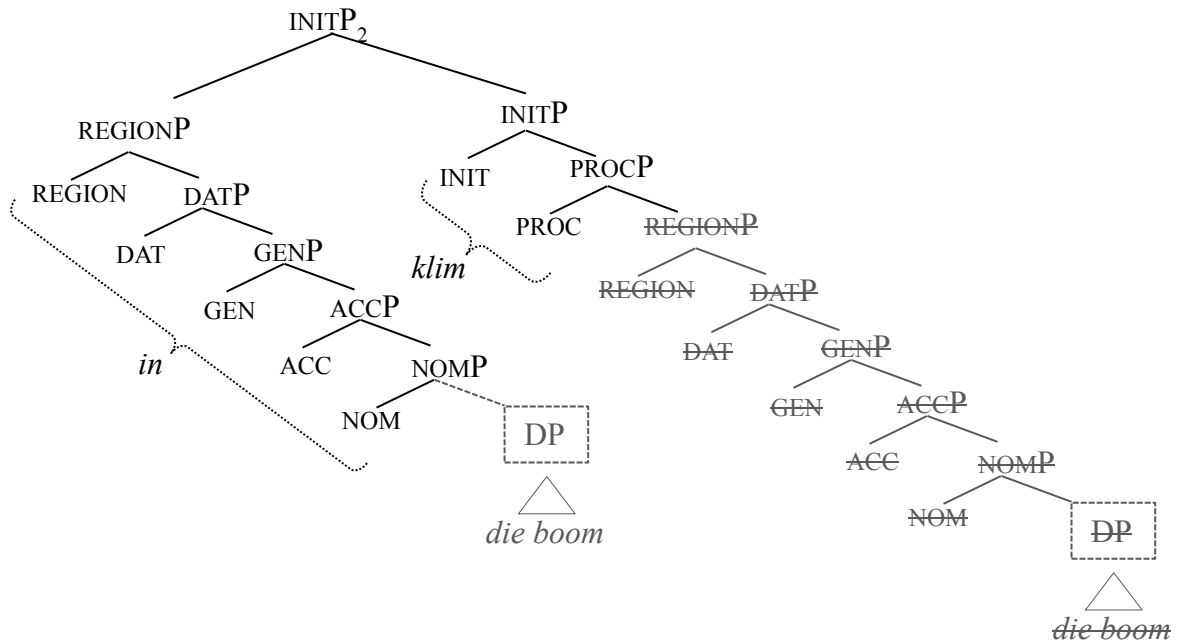 INITP₂
REGIONP INITP
REGION DATP INIT PROCP
DAT GENP klim PROC REGIONP
GEN ACCP REGION DATP
in ACC NOMP DAT GENP
NOM DP GEN ACCP
die boom ACC NOMP
NOM DP
die boom